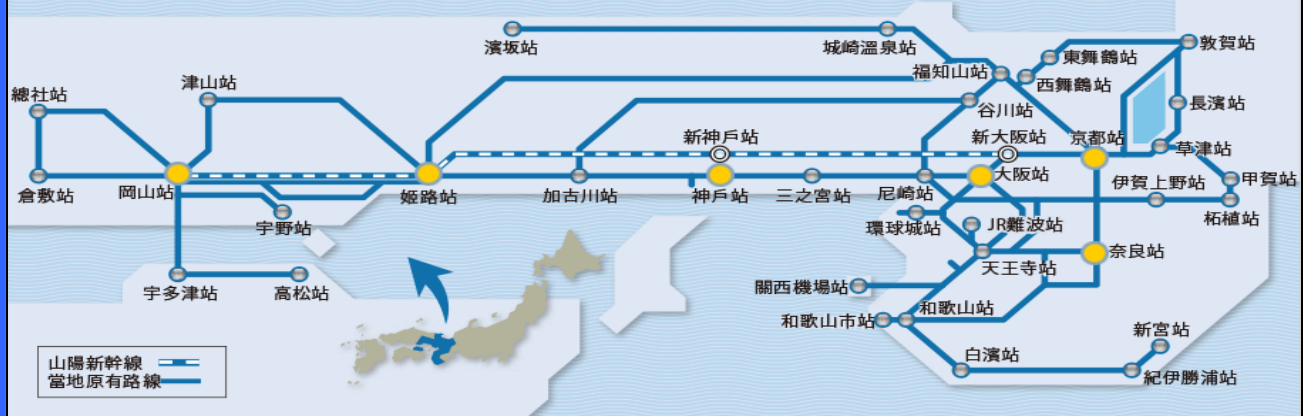 濱坂站
城崎溫泉站
東舞鶴站
敦賀站
福知山站
西舞鶴站
津山站
總社站
谷川站
長濱站
新神戶站
新大阪站
京都站
草津站
倉敷站
岡山站
姬路站
加古川站
神戶站
三之宮站
尼崎站
大阪站
伊賀上野站
甲賀站
柘植站
宇野站
環球城站
JR難波站
天王寺站
奈良站
宇多津站
高松站
關西機場站
和歌山市站
和歌山站
新宮站
白濱站
紀伊勝浦站
山陽新幹線
當地原有路線